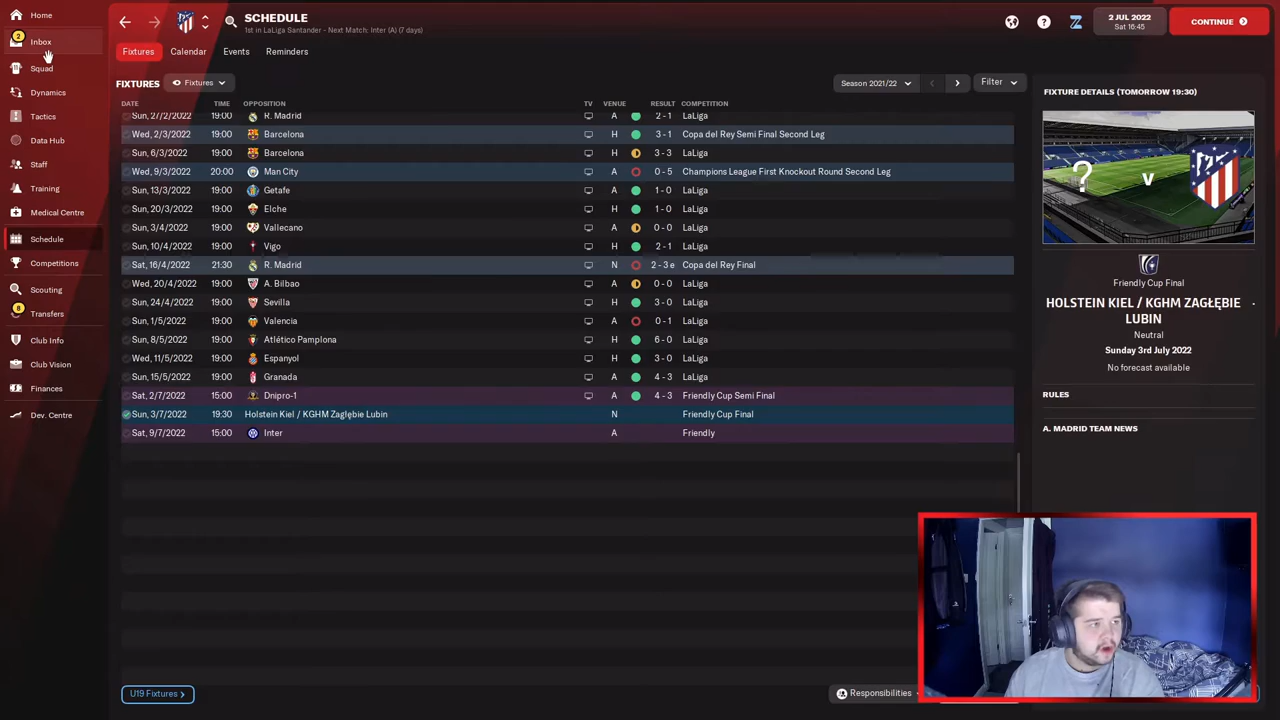 Home
SCHEDULE
1st in LaLiga Santander - Next Match: Inter (A) (7 days)
2 JUL 2022
Sat 16:45
CONTINUE
2
Inbox
Squad
Dynamics
Tactics
Data Hub
Staff
Training
Medical Centre
Schedule
Competitions
Scouting
8
Transfers
Club Info
Club Vision
Finances
Dev. Centre
Fixtures Calendar Events Reminders
FIXTURES Fixtures Season 2021/22 Filter
DATE TIME OPPOSITION TV VENUE RESULT COMPETITION
Sun, 27/2/2022 19:00 R. Madrid A 2 - 1 LaLiga
Wed, 2/3/2022 19:00 Barcelona H 3 - 1 Copa del Rey Semi Final Second Leg
Sun, 6/3/2022 19:00 Barcelona H 3 - 3 LaLiga
Wed, 9/3/2022 20:00 Man City A 0 - 5 Champions League First Knockout Round Second Leg
Sun, 13/3/2022 19:00 Getafe A 1 - 0 LaLiga
Sun, 20/3/2022 19:00 Elche H 1 - 0 LaLiga
Sun, 3/4/2022 19:00 Vallecano A 0 - 0 LaLiga
Sun, 10/4/2022 19:00 Vigo H 2 - 1 LaLiga
Sat, 16/4/2022 21:30 R. Madrid N 2 - 3 e Copa del Rey Final
Wed, 20/4/2022 19:00 A. Bilbao A 0 - 0 LaLiga
Sun, 24/4/2022 19:00 Sevilla H 3 - 0 LaLiga
Sun, 1/5/2022 19:00 Valencia A 0 - 1 LaLiga
Sun, 8/5/2022 19:00 Atlético Pamplona H 6 - 0 LaLiga
Wed, 11/5/2022 19:00 Espanyol H 3 - 0 LaLiga
Sun, 15/5/2022 19:00 Granada A 4 - 3 LaLiga
Sat, 2/7/2022 15:00 Dnipro-1 A 4 - 3 Friendly Cup Semi Final
Sun, 3/7/2022 19:30 Holstein Kiel / KGHM Zagłębie Lubin N Friendly Cup Final
Sat, 9/7/2022 15:00 Inter A Friendly
FIXTURE DETAILS (TOMORROW 19:30)
? v
Friendly Cup Final
HOLSTEIN KIEL / KGHM ZAGŁĘBIE -
LUBIN
Neutral
Sunday 3rd July 2022
No forecast available
RULES
A. MADRID TEAM NEWS
U19 Fixtures >
Responsibilities